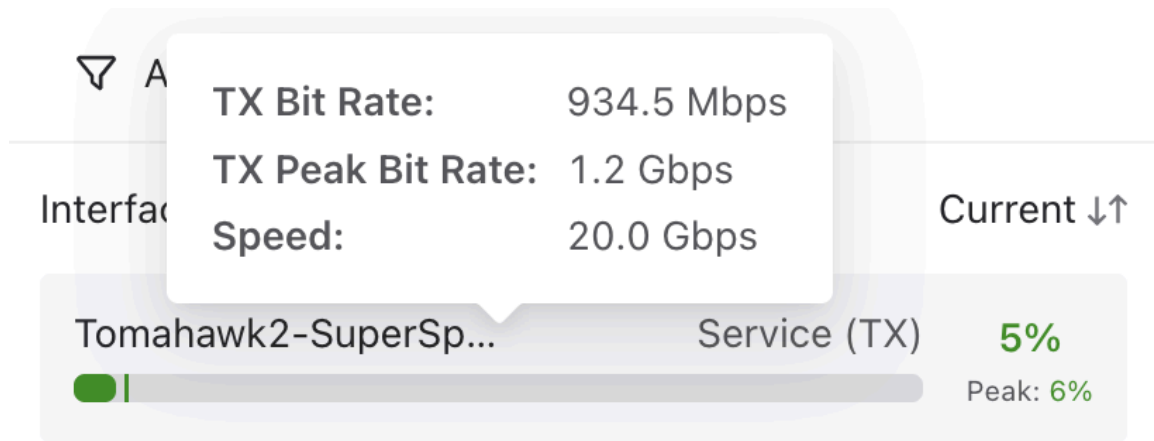 A
TX Bit Rate: 934.5 Mbps
TX Peak Bit Rate: 1.2 Gbps
Speed: 20.0 Gbps
Interfac
Current ↓↑
Tomahawk2-SuperSp... Service (TX) 5%
Peak: 6%